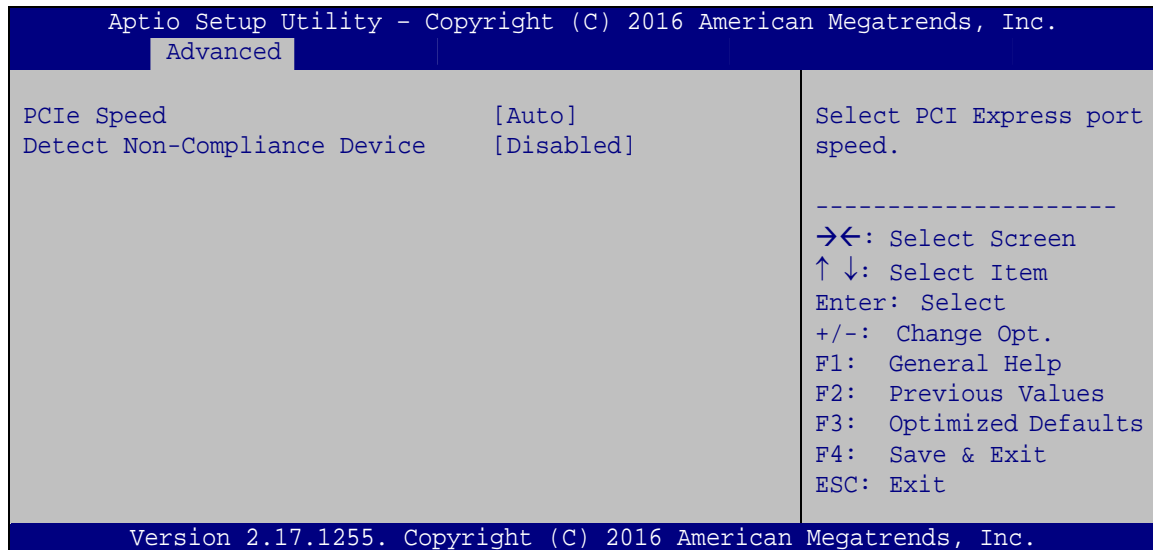 Aptio Setup Utility – Copyright (C) 2016 American Megatrends, Inc.
Advanced
PCIe Speed [Auto]
Detect Non-Compliance Device [Disabled]
Select PCI Express port
speed.
---------------------
→←: Select Screen
↑ ↓: Select Item
Enter: Select
+/-: Change Opt.
F1: General Help
F2: Previous Values
F3: Optimized Defaults
F4: Save & Exit
ESC: Exit
Version 2.17.1255. Copyright (C) 2016 American Megatrends, Inc.